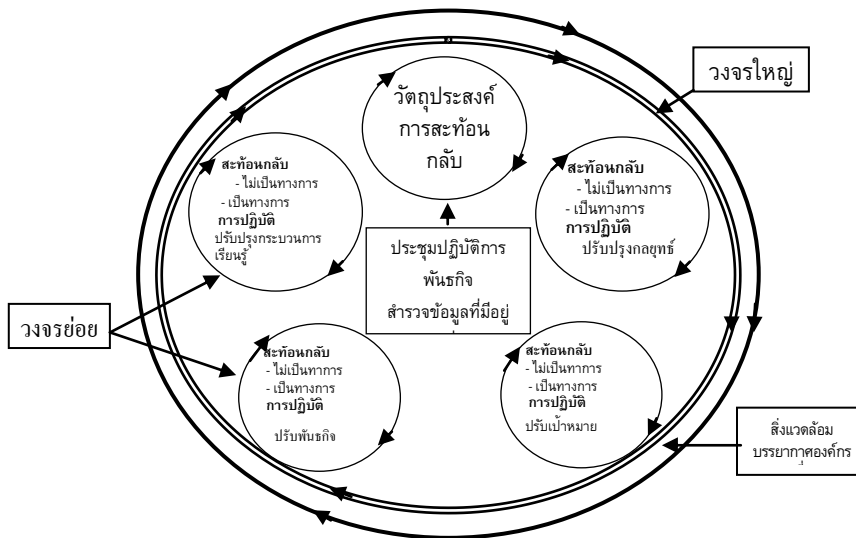 วงจรใหญ่
วัตถุประสงค์
การสะท้อน
กลับ
สะท้อนกลับ
- ไม่เป็นทางการ
- เป็นทางการ
การปฏิบัติ
ปรับปรุงกระบวนการ
เรียนรู้
สะท้อนกลับ
- ไม่เป็นทางการ
- เป็นทางการ
การปฏิบัติ
ปรับปรุงกลยุทธ์
ประชุมปฏิบัติการ
พันธกิจ
สำรวจข้อมูลที่มีอยู่
วงจรย่อย
สะท้อนกลับ
- ไม่เป็นทาการ
- เป็นทางการ
การปฏิบัติ
ปรับพันธกิจ
สะท้อนกลับ
- ไม่เป็นทางการ
- เป็นทางการ
การปฏิบัติ
ปรับเป้าหมาย
สิ่งแวดล้อม
บรรยากาศองค์กร